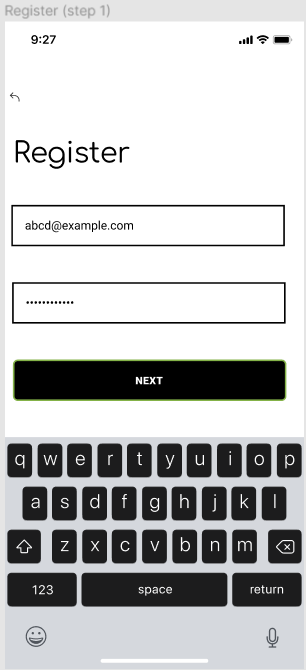 Register (step 1)
9:27
Register
abcd@example.com
••••••••••••
NEXT
q w e r t y u i o p
a s d f g h j k l
z x c v b n m
123 space return